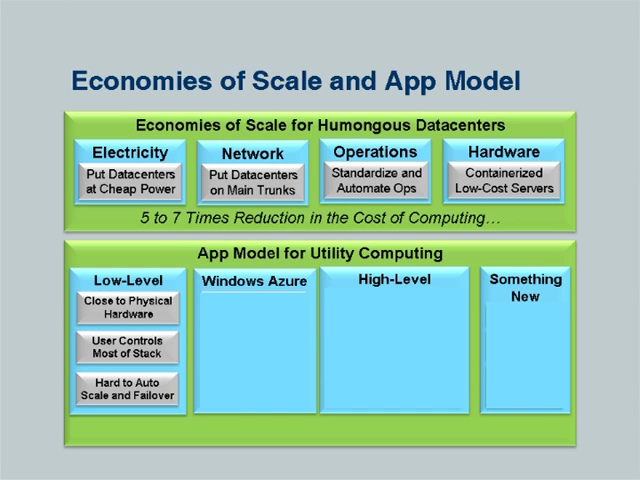 Economies of Scale and App Model
Economies of Scale for Humongous Datacenters
Electricity
Put Datacenters
at Cheap Power
Network
Put Datacenters
on Main Trunks
Operations
Standardize and
Automate Ops
Hardware
Containerized
Low-Cost Servers
5 to 7 Times Reduction in the Cost of Computing…
App Model for Utility Computing
Low-Level
Close to Physical
Hardware
User Controls
Most of Stack
Hard to Auto
Scale and Failover
Windows Azure
High-Level
Something
New